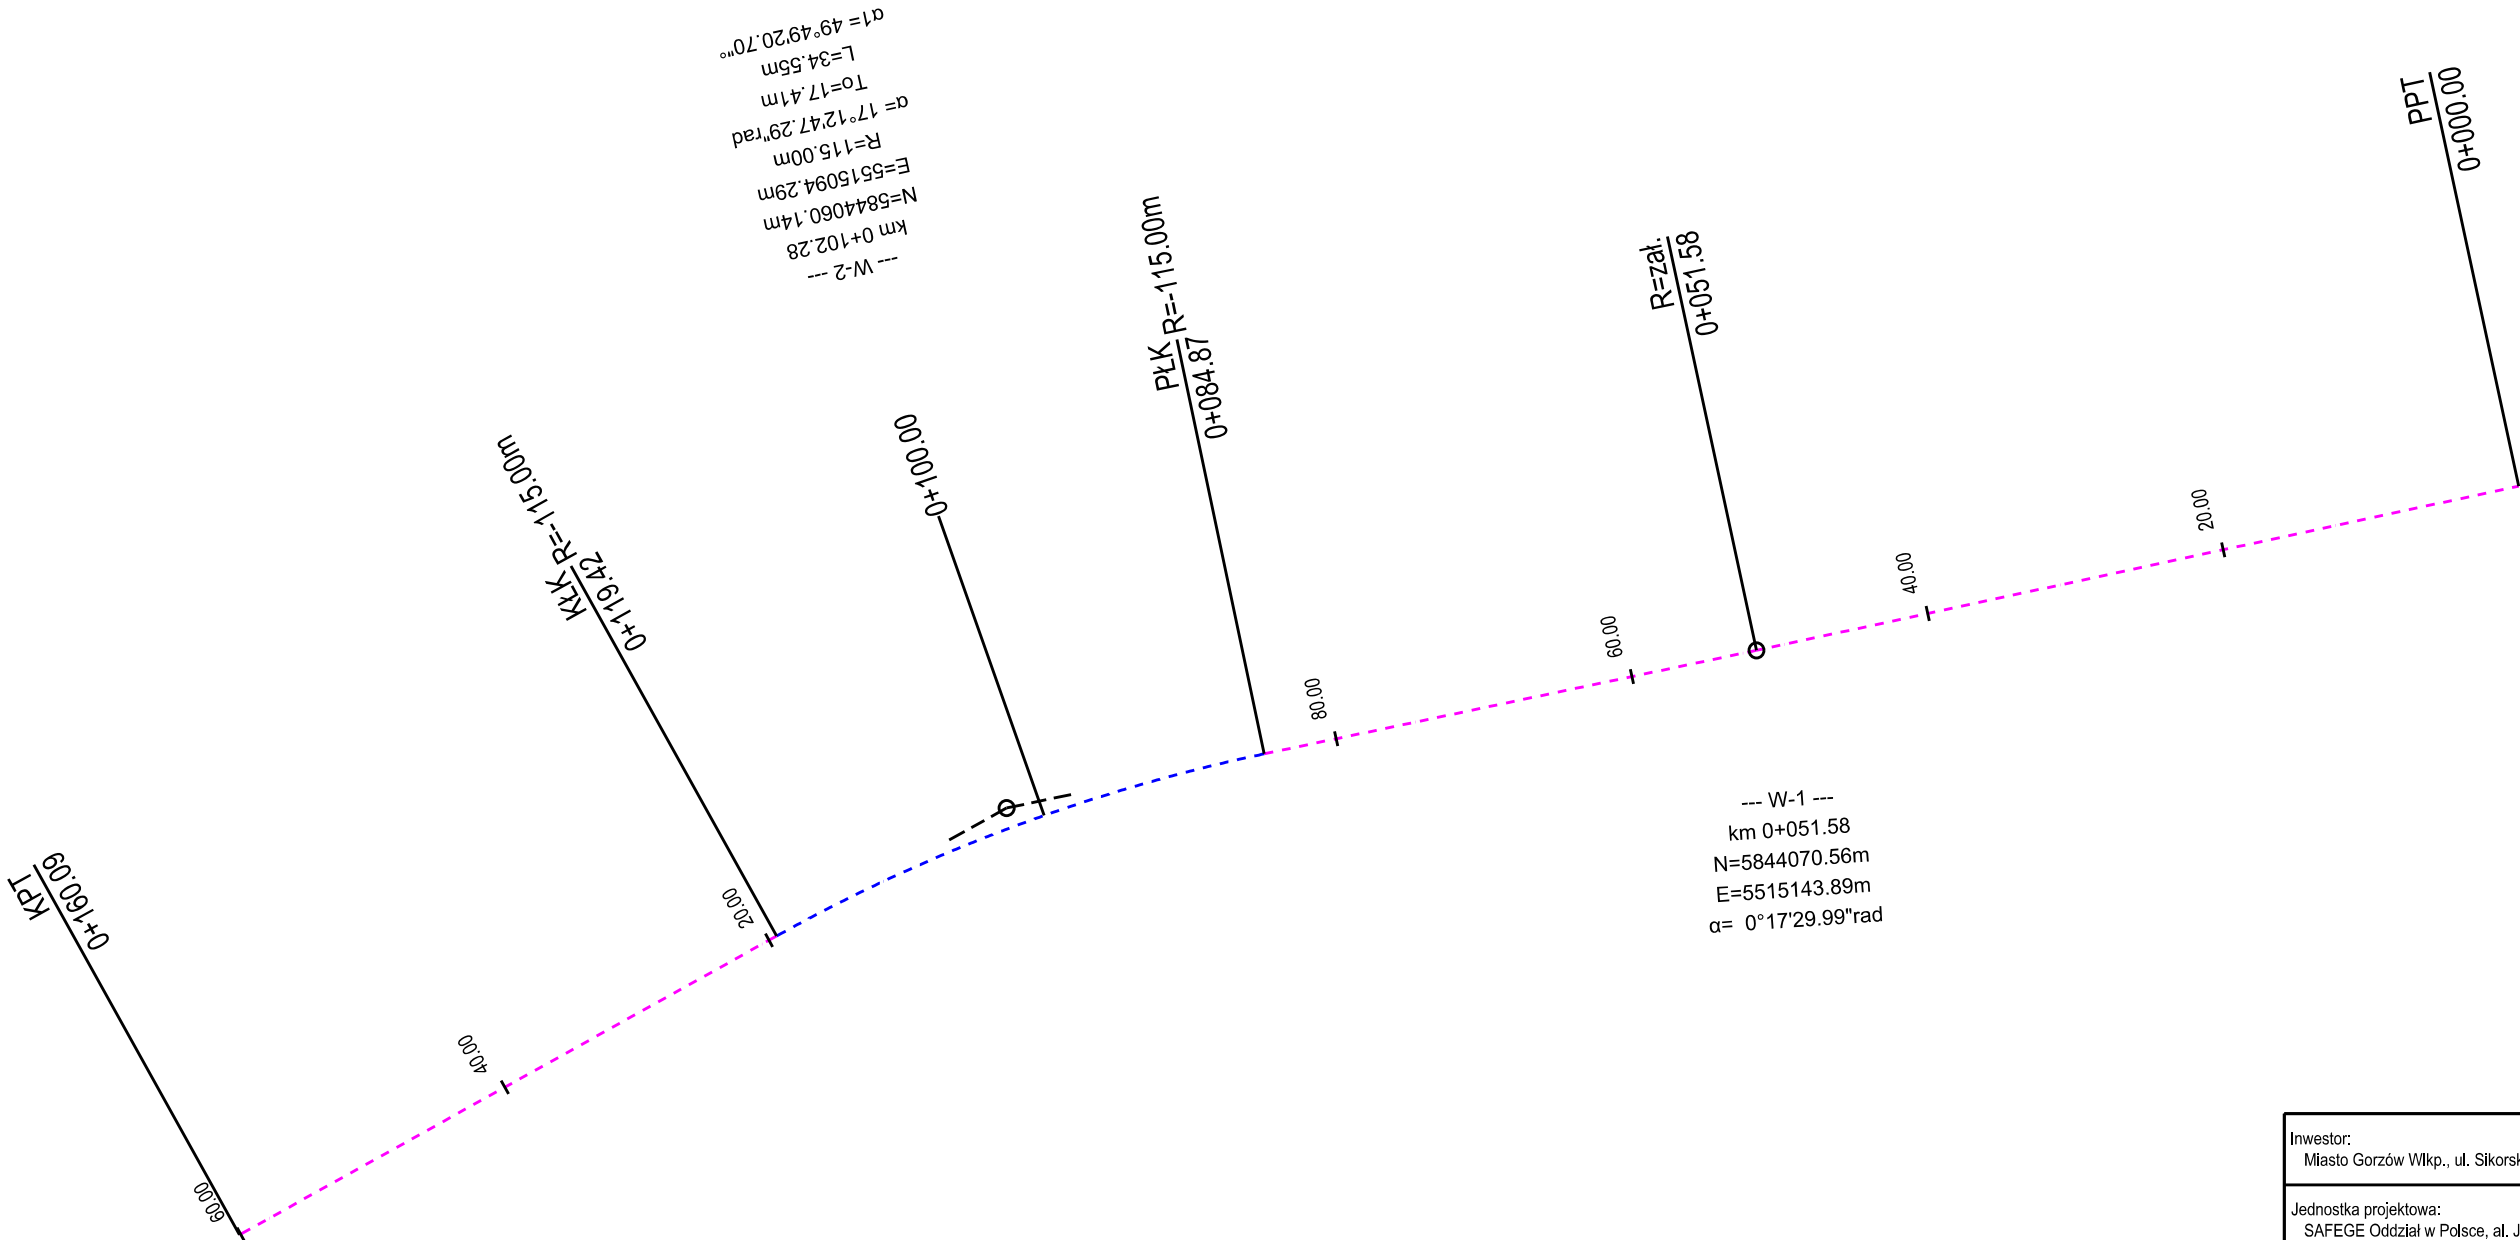 --- W-2 ---
km 0+102.28
N=5844060.14m
E=5515094.29m
R=115.00m
α= 17°12'47.29"rad
To=17.41m
L=34.55m
α1= 49°49'20.70"°
PPT
0+000.00
R=zał.
0+051.58
PŁK R=-115.00m
0+084.87
0+100.00
KŁK R=-115.00m
0+119.42
KPT
0+160.09
20.00
40.00
60.00
80.00
20.00
40.00
60.00
--- W-1 ---
km 0+051.58
N=5844070.56m
E=5515143.89m
α= 0°17'29.99"rad
Inwestor:
Miasto Gorzów Wlkp., ul. Sikorsk
Jednostka projektowa:
SAFEGE Oddział w Polsce, al. J